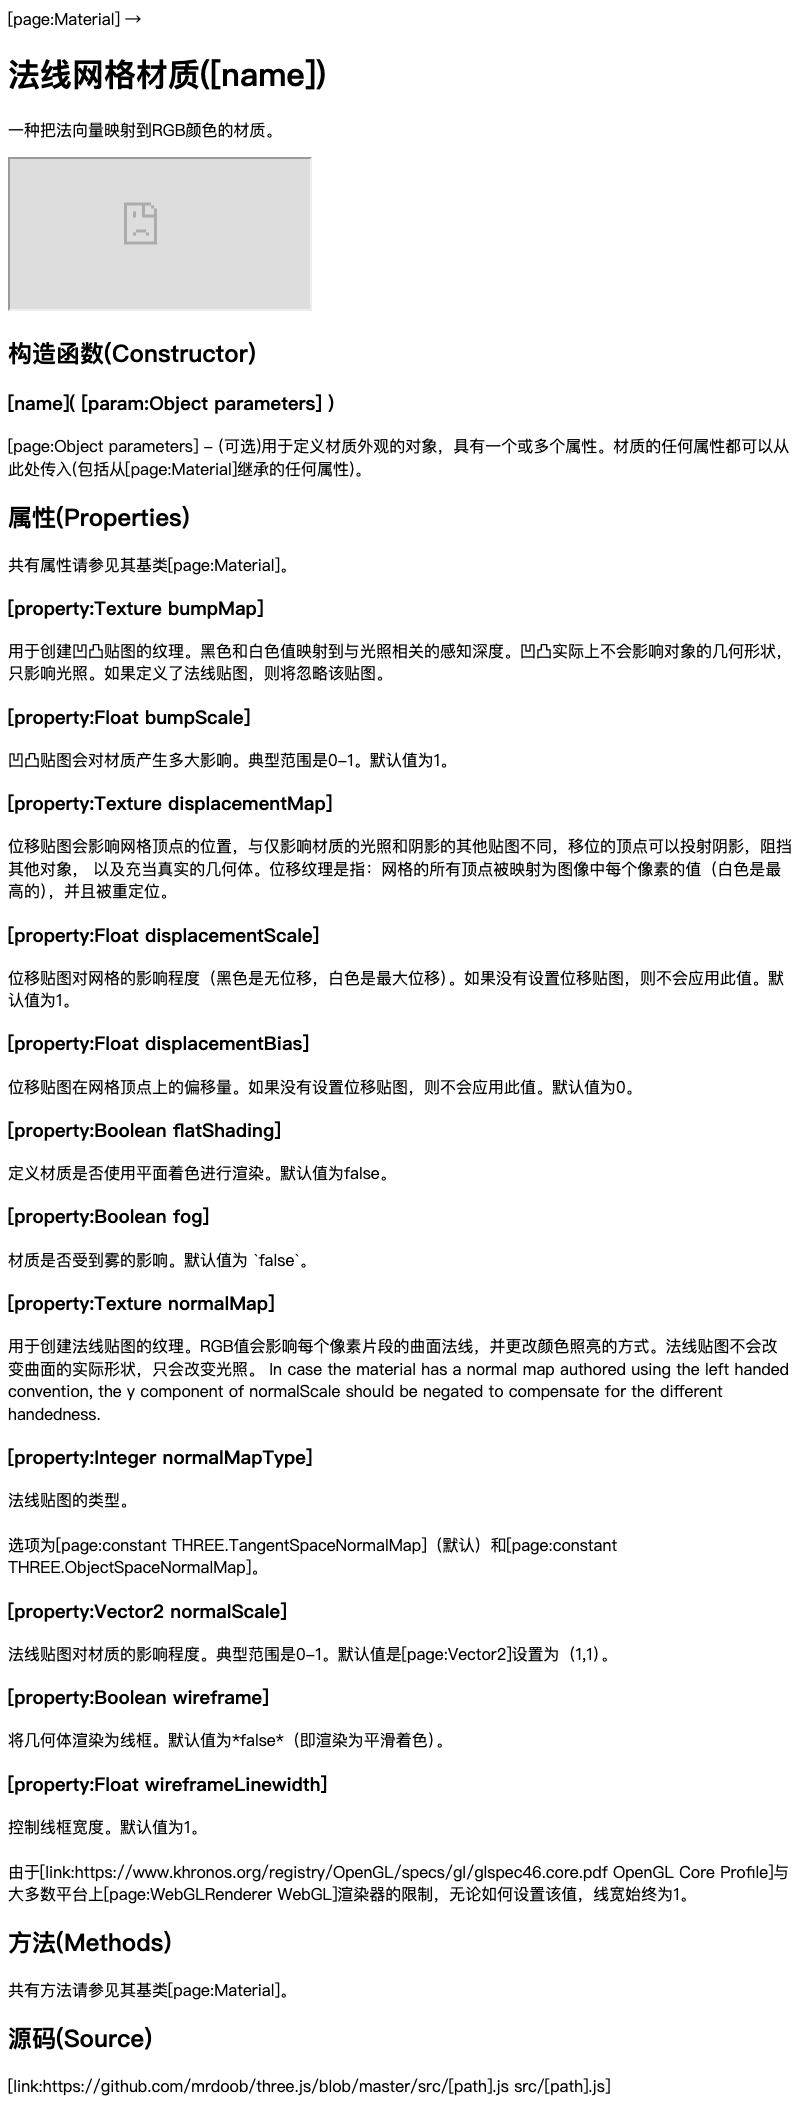 [page:Material] →
法线网格材质([name])
一种把法向量映射到RGB颜色的材质。
构造函数(Constructor)
[name]( [param:Object parameters] )
[page:Object parameters] - (可选)用于定义材质外观的对象，具有一个或多个属性。材质的任何属性都可以从
此处传入(包括从[page:Material]继承的任何属性)。
属性(Properties)
共有属性请参见其基类[page:Material]。
[property:Texture bumpMap]
用于创建凹凸贴图的纹理。黑色和白色值映射到与光照相关的感知深度。凹凸实际上不会影响对象的几何形状，
只影响光照。如果定义了法线贴图，则将忽略该贴图。
[property:Float bumpScale]
凹凸贴图会对材质产生多大影响。典型范围是0-1。默认值为1。
[property:Texture displacementMap]
位移贴图会影响网格顶点的位置，与仅影响材质的光照和阴影的其他贴图不同，移位的顶点可以投射阴影，阻挡
其他对象， 以及充当真实的几何体。位移纹理是指：网格的所有顶点被映射为图像中每个像素的值（白色是最
高的），并且被重定位。
[property:Float displacementScale]
位移贴图对网格的影响程度（黑色是无位移，白色是最大位移）。如果没有设置位移贴图，则不会应用此值。默
认值为1。
[property:Float displacementBias]
位移贴图在网格顶点上的偏移量。如果没有设置位移贴图，则不会应用此值。默认值为0。
[property:Boolean flatShading]
定义材质是否使用平面着色进行渲染。默认值为false。
[property:Boolean fog]
材质是否受到雾的影响。默认值为 `false`。
[property:Texture normalMap]
用于创建法线贴图的纹理。RGB值会影响每个像素片段的曲面法线，并更改颜色照亮的方式。法线贴图不会改
变曲面的实际形状，只会改变光照。 In case the material has a normal map authored using the left handed
convention, the y component of normalScale should be negated to compensate for the different
handedness.
[property:Integer normalMapType]
法线贴图的类型。
选项为[page:constant THREE.TangentSpaceNormalMap]（默认）和[page:constant
THREE.ObjectSpaceNormalMap]。
[property:Vector2 normalScale]
法线贴图对材质的影响程度。典型范围是0-1。默认值是[page:Vector2]设置为（1,1）。
[property:Boolean wireframe]
将几何体渲染为线框。默认值为*false*（即渲染为平滑着色）。
[property:Float wireframeLinewidth]
控制线框宽度。默认值为1。
由于[link:https://www.khronos.org/registry/OpenGL/specs/gl/glspec46.core.pdf OpenGL Core Profile]与
大多数平台上[page:WebGLRenderer WebGL]渲染器的限制，无论如何设置该值，线宽始终为1。
方法(Methods)
共有方法请参见其基类[page:Material]。
源码(Source)
[link:https://github.com/mrdoob/three.js/blob/master/src/[path].js src/[path].js]